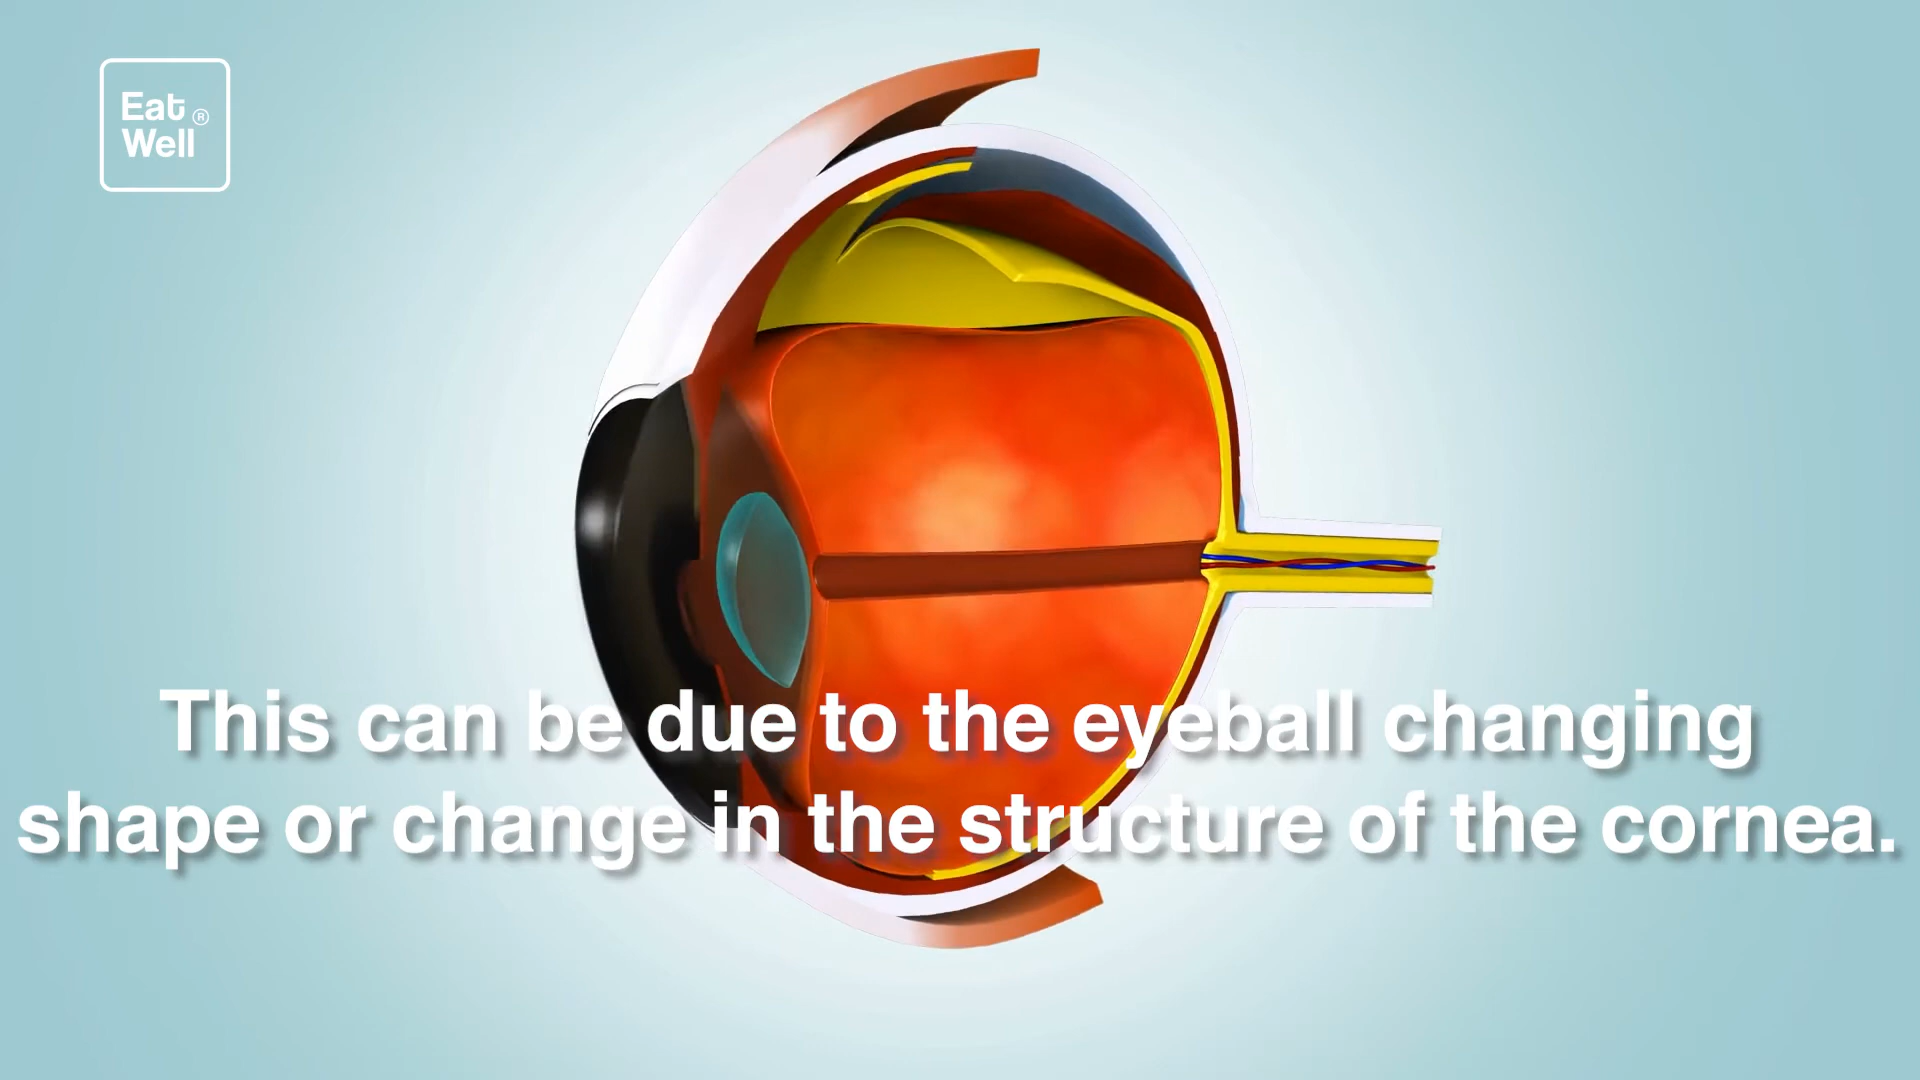 Eat
Well ®
This can be due to the eyeball changing
shape or change in the structure of the cornea.